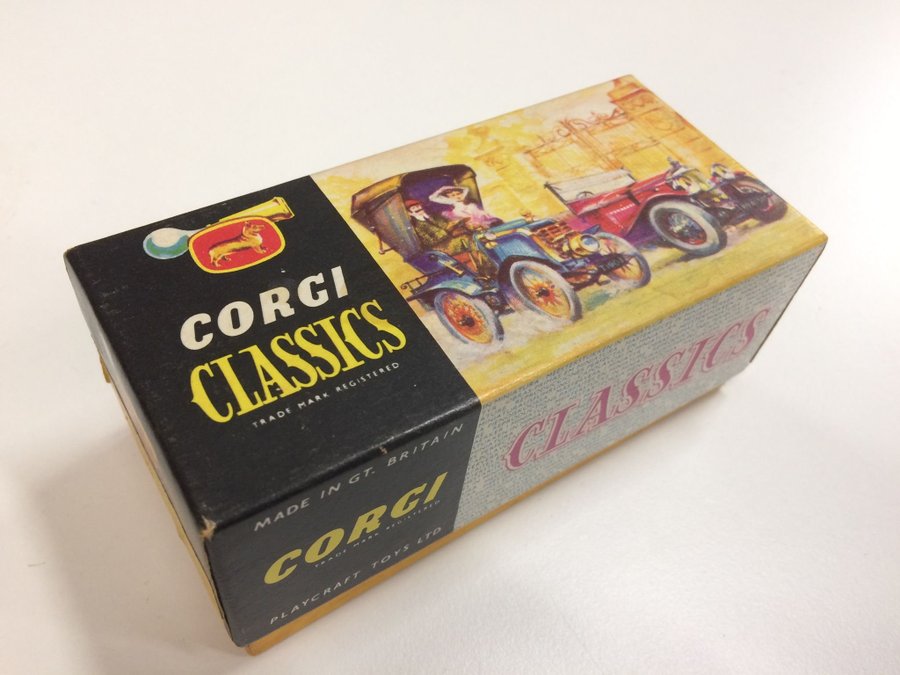 CORGI
CLASSICS
TRADE MARK REGISTERED
MADE IN GT. BRITAIN
CORGI
TRADE MARK REGISTERED
PLAYCRAFT TOYS LTD
CLASSICS